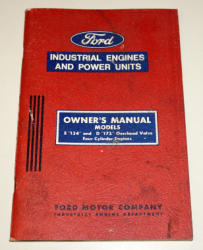 Ford
INDUSTRIAL ENGINES
AND POWER UNITS
OWNER'S MANUAL
MODELS
E "134" and D "172" Overhead Valve
Four Cylinder Engines
FORD MOTOR COMPANY
INDUSTRIAL ENGINE DEPARTMENT